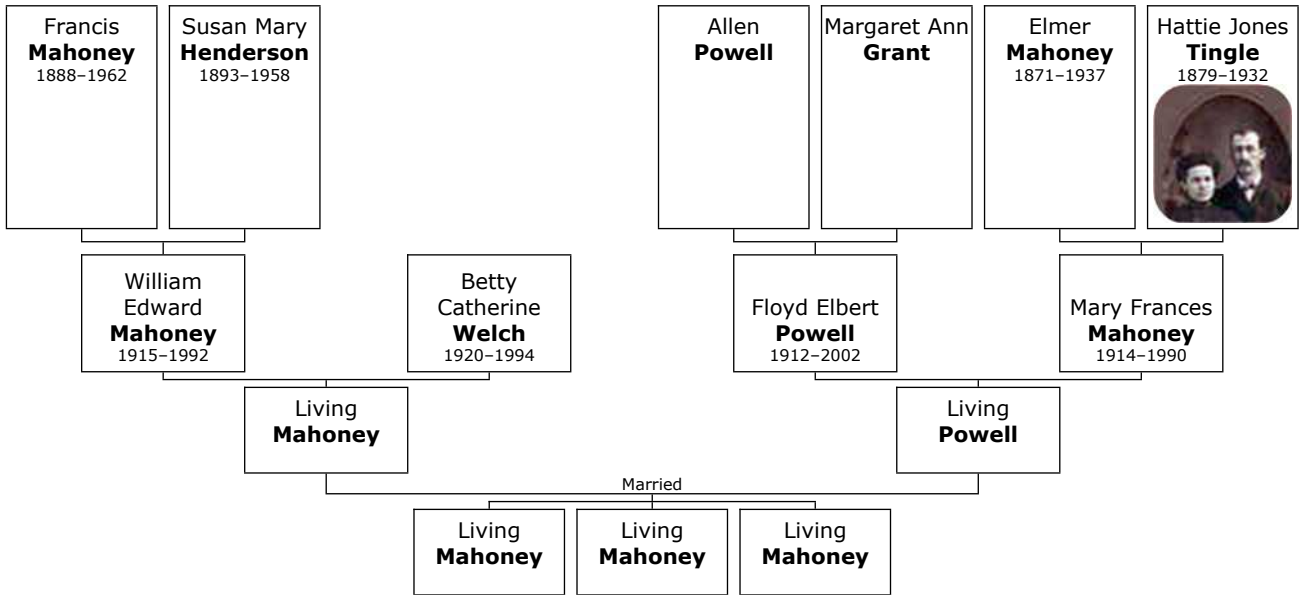 Francis
Mahoney
1888–1962
Susan Mary
Henderson
1893–1958
Allen
Powell
Margaret Ann
Grant
Elmer
Mahoney
1871–1937
Hattie Jones
Tingle
1879–1932
William
Edward
Mahoney
1915–1992
Betty
Catherine
Welch
1920–1994
Floyd Elbert
Powell
1912–2002
Mary Frances
Mahoney
1914–1990
Living
Mahoney
Living
Powell
Married
Living
Mahoney
Living
Mahoney
Living
Mahoney